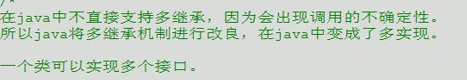 /*
在java中不直接支持多继承，因为会出现调用的不确定性。
所以java将多继承机制进行改良，在java中变成了多实现。
一个类可以实现多个接口。